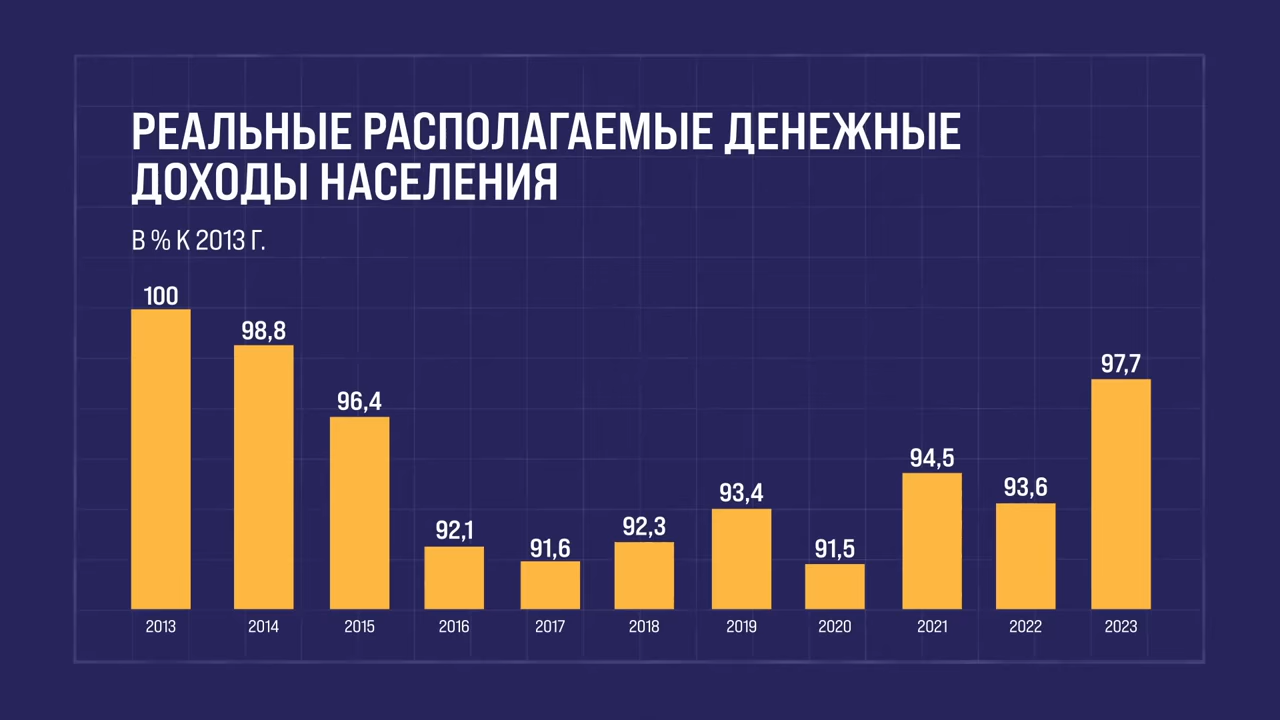 РЕАЛЬНЫЕ РАСПОЛАГАЕМЫЕ ДЕНЕЖНЫЕ
ДОХОДЫ НАСЕЛЕНИЯ
В % К 2013 Г.
100
98,8
96,4
92,1
91,6
92,3
93,4
91,5
94,5
93,6
97,7
2013 2014 2015 2016 2017 2018 2019 2020 2021 2022 2023